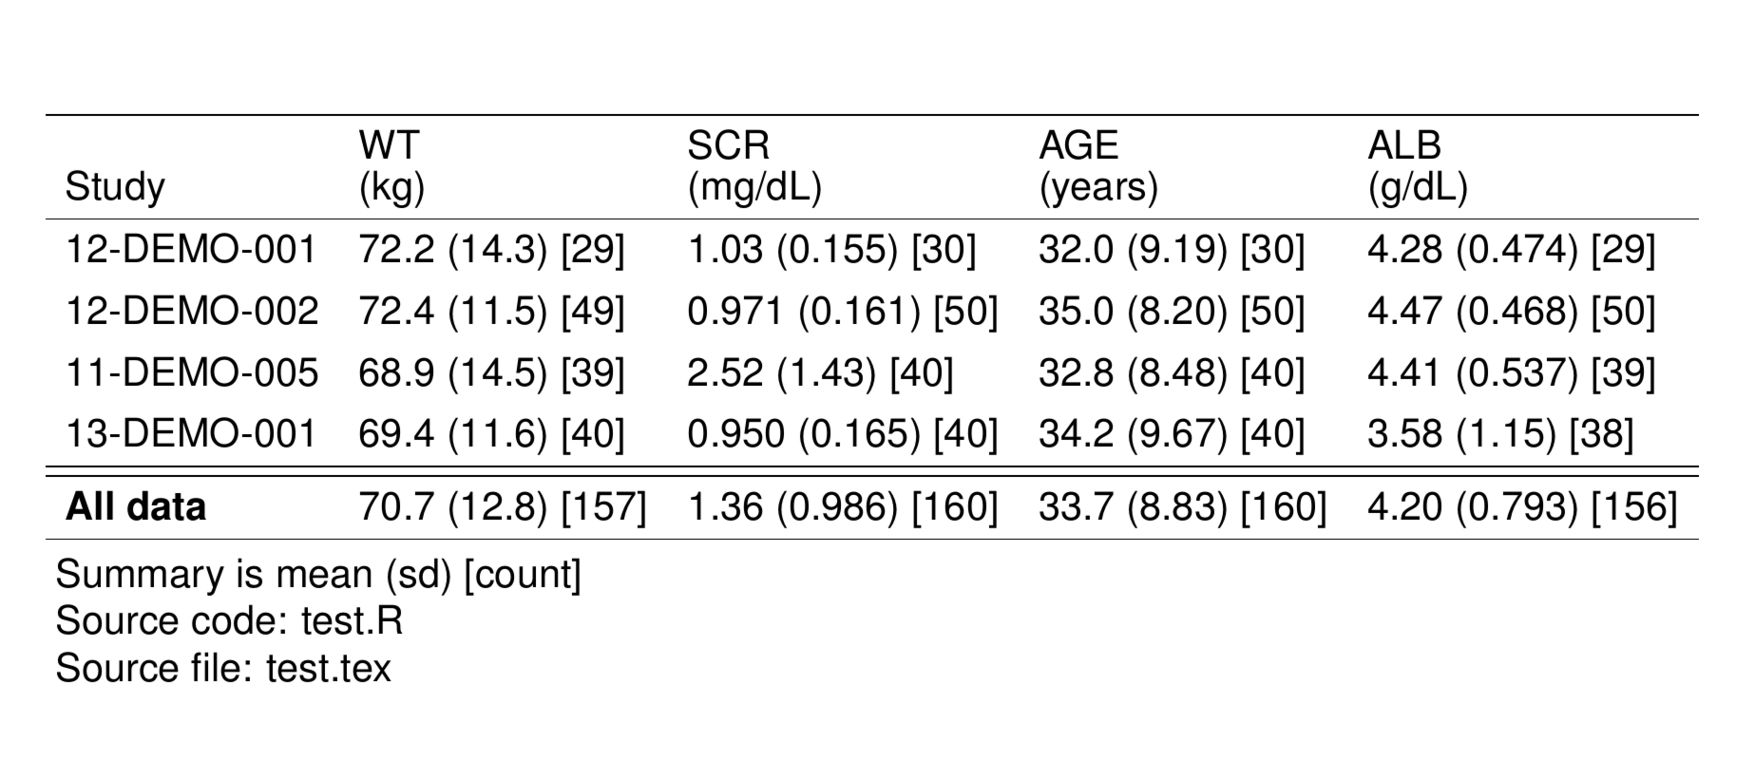 WT SCR AGE ALB
Study (kg) (mg/dL) (years) (g/dL)
12-DEMO-001 72.2 (14.3) [29] 1.03 (0.155) [30] 32.0 (9.19) [30] 4.28 (0.474) [29]
12-DEMO-002 72.4 (11.5) [49] 0.971 (0.161) [50] 35.0 (8.20) [50] 4.47 (0.468) [50]
11-DEMO-005 68.9 (14.5) [39] 2.52 (1.43) [40] 32.8 (8.48) [40] 4.41 (0.537) [39]
13-DEMO-001 69.4 (11.6) [40] 0.950 (0.165) [40] 34.2 (9.67) [40] 3.58 (1.15) [38]
All data 70.7 (12.8) [157] 1.36 (0.986) [160] 33.7 (8.83) [160] 4.20 (0.793) [156]
Summary is mean (sd) [count]
Source code: test.R
Source file: test.tex